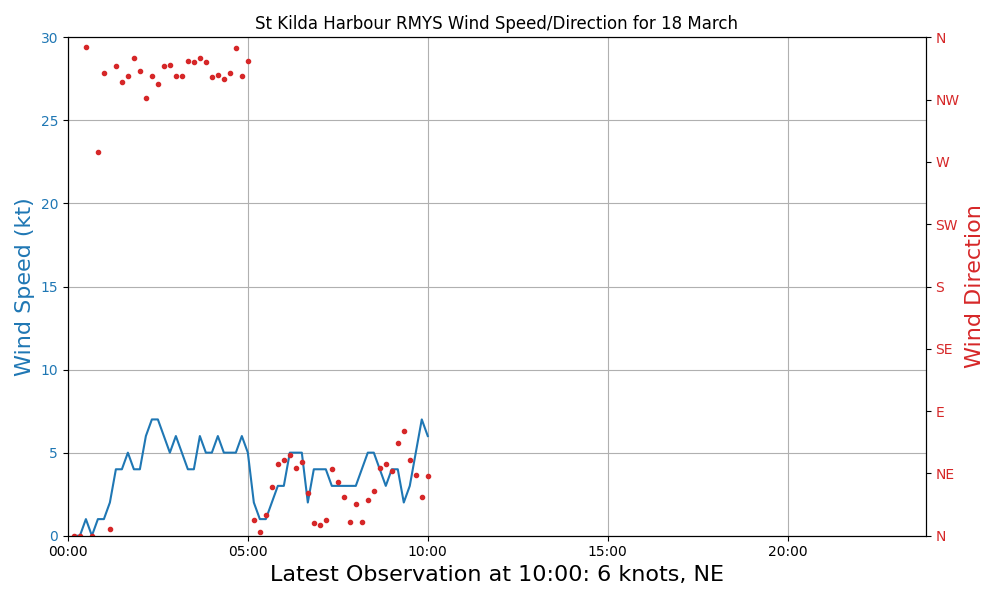 St Kilda Harbour RMYS Wind Speed/Direction for 18 March
30
25
20
15
10
5
0
Wind Speed (kt)
N
NW
W
SW
S
SE
E
NE
N
Wind Direction
00:00 05:00 10:00 15:00 20:00
Latest Observation at 10:00: 6 knots, NE